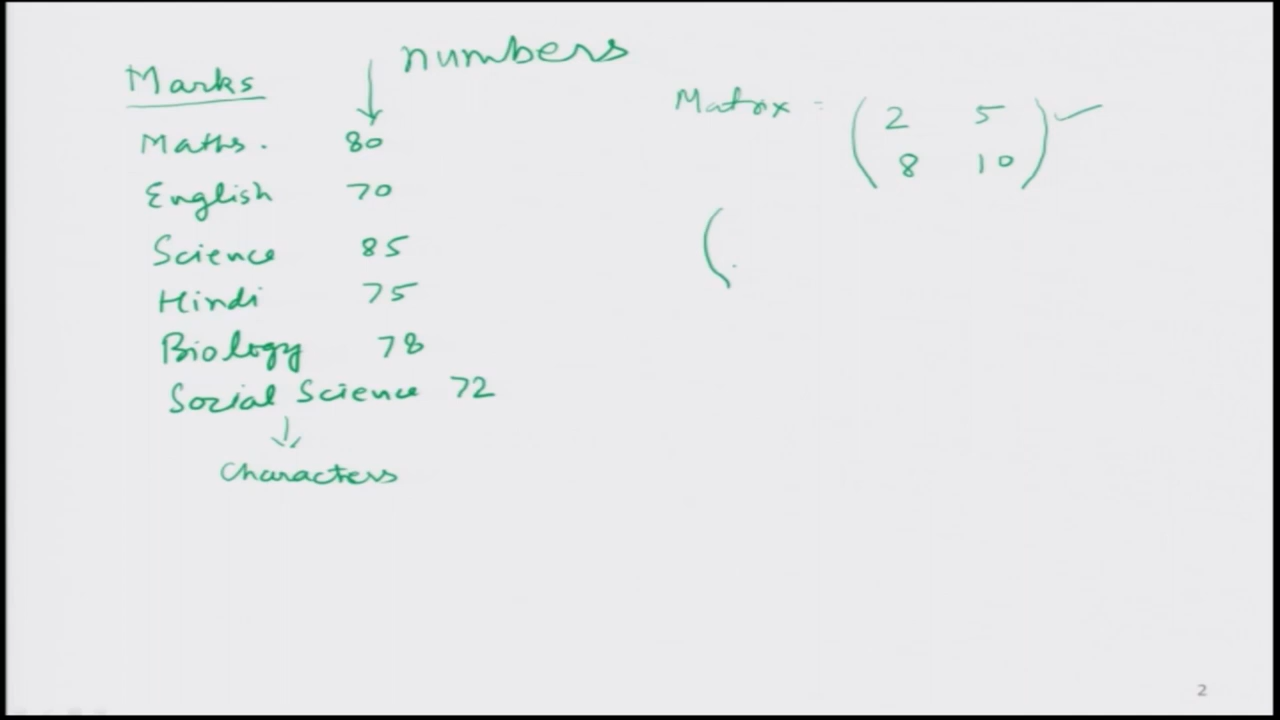 numbers
Marks
Maths. 80
English 70
Science 85
Hindi 75
Biology 78
Social Science 72
Characters
Matrix = ( 2 5
8 10 ) ✓
(
2